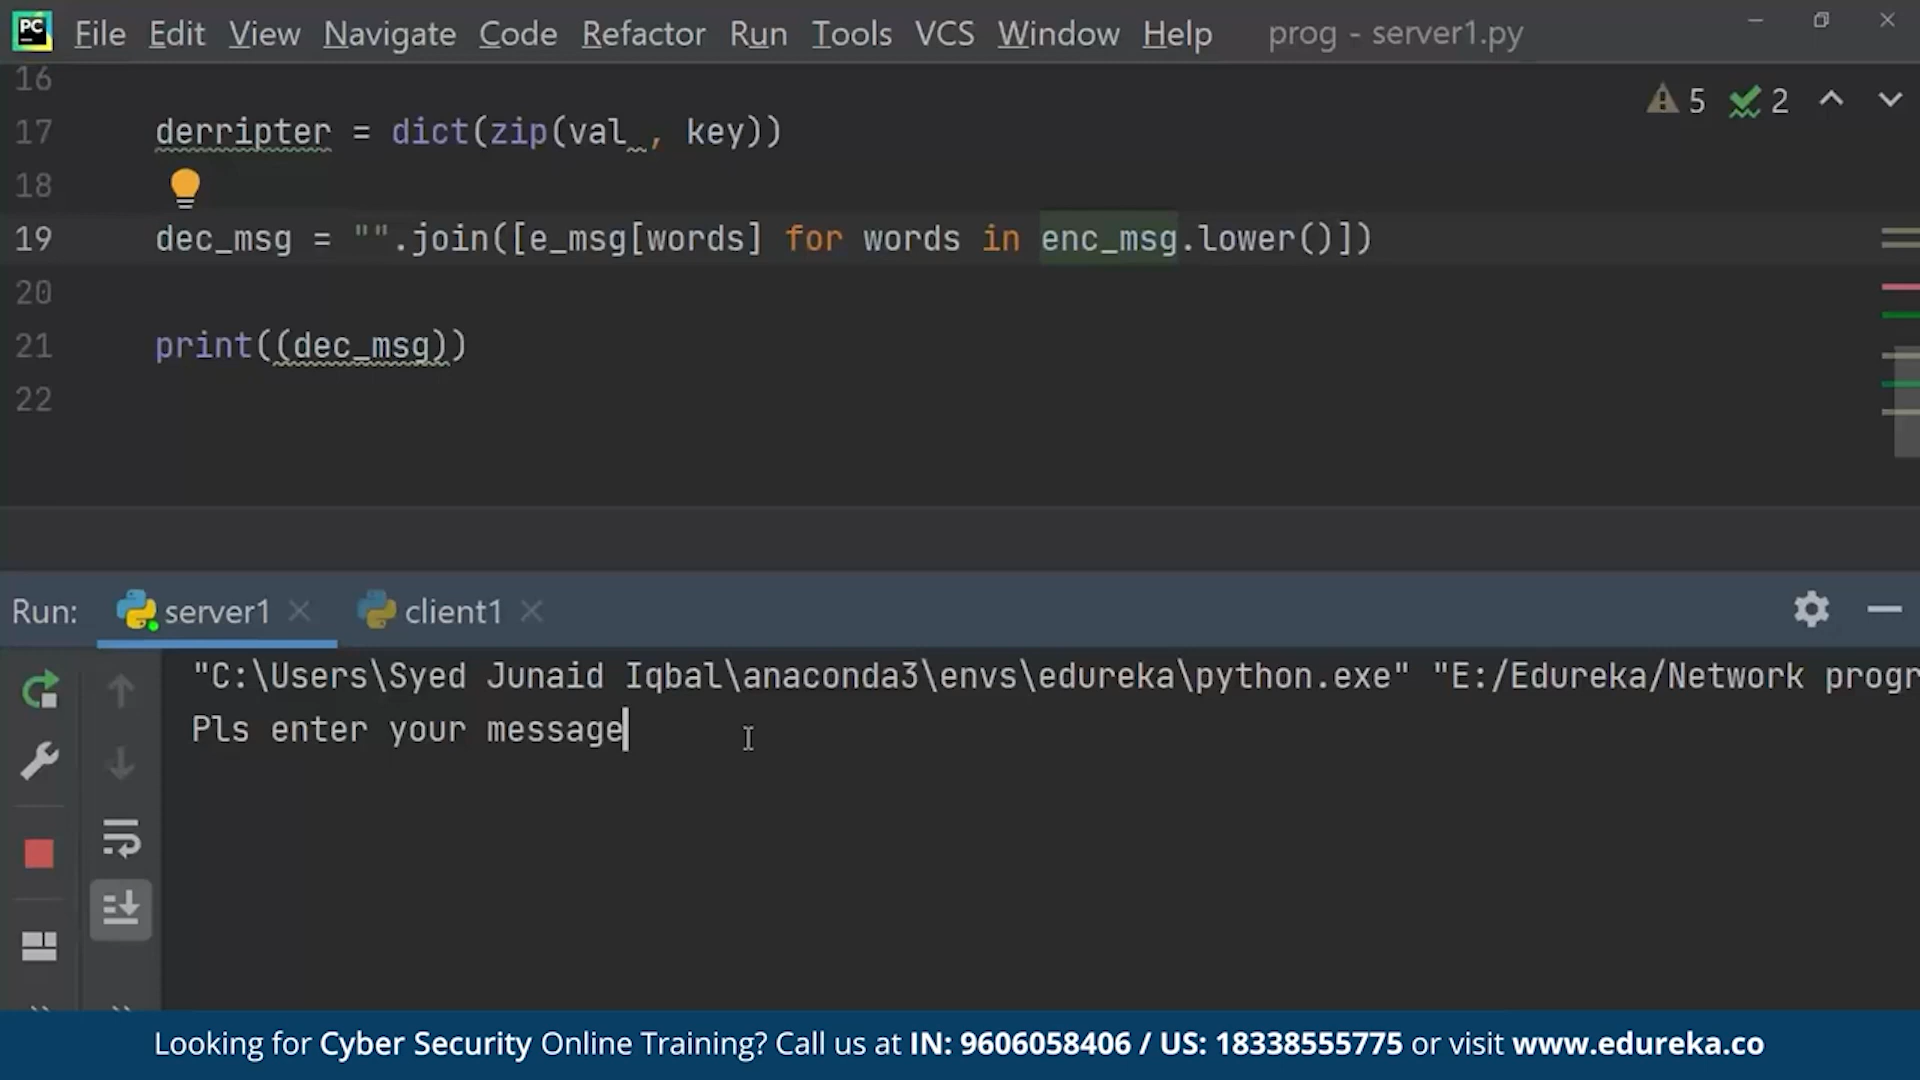 PC File Edit View Navigate Code Refactor Run Tools VCS Window Help prog - server1.py
16
5 2
17 derripter = dict(zip(val_, key))
18
19 dec_msg = "".join([e_msg[words] for words in enc_msg.lower()])
20
21 print((dec_msg))
22
Run: server1 client1
"C:\Users\Syed Junaid Iqbal\anaconda3\envs\edureka\python.exe" "E:/Edureka/Network progr
Pls enter your message
Looking for Cyber Security Online Training? Call us at IN: 9606058406 / US: 18338555775 or visit www.edureka.co